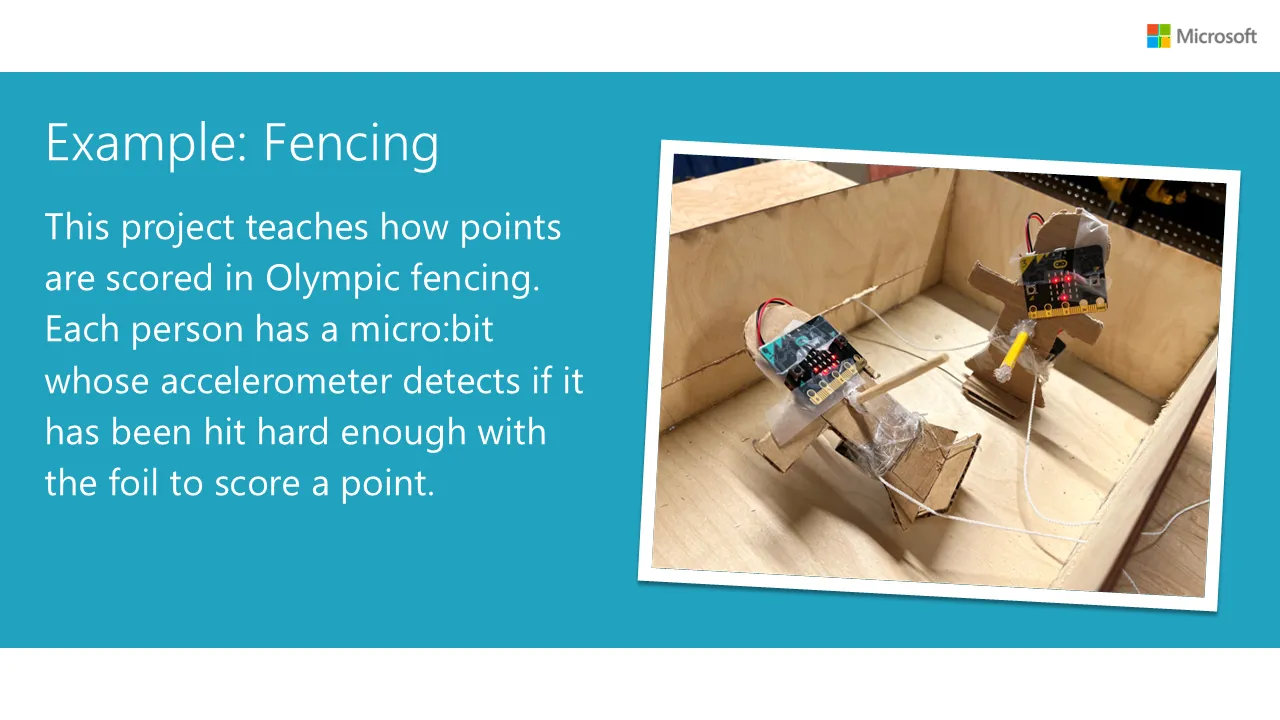 Microsoft
Example: Fencing
This project teaches how points
are scored in Olympic fencing.
Each person has a micro:bit
whose accelerometer detects if it
has been hit hard enough with
the foil to score a point.